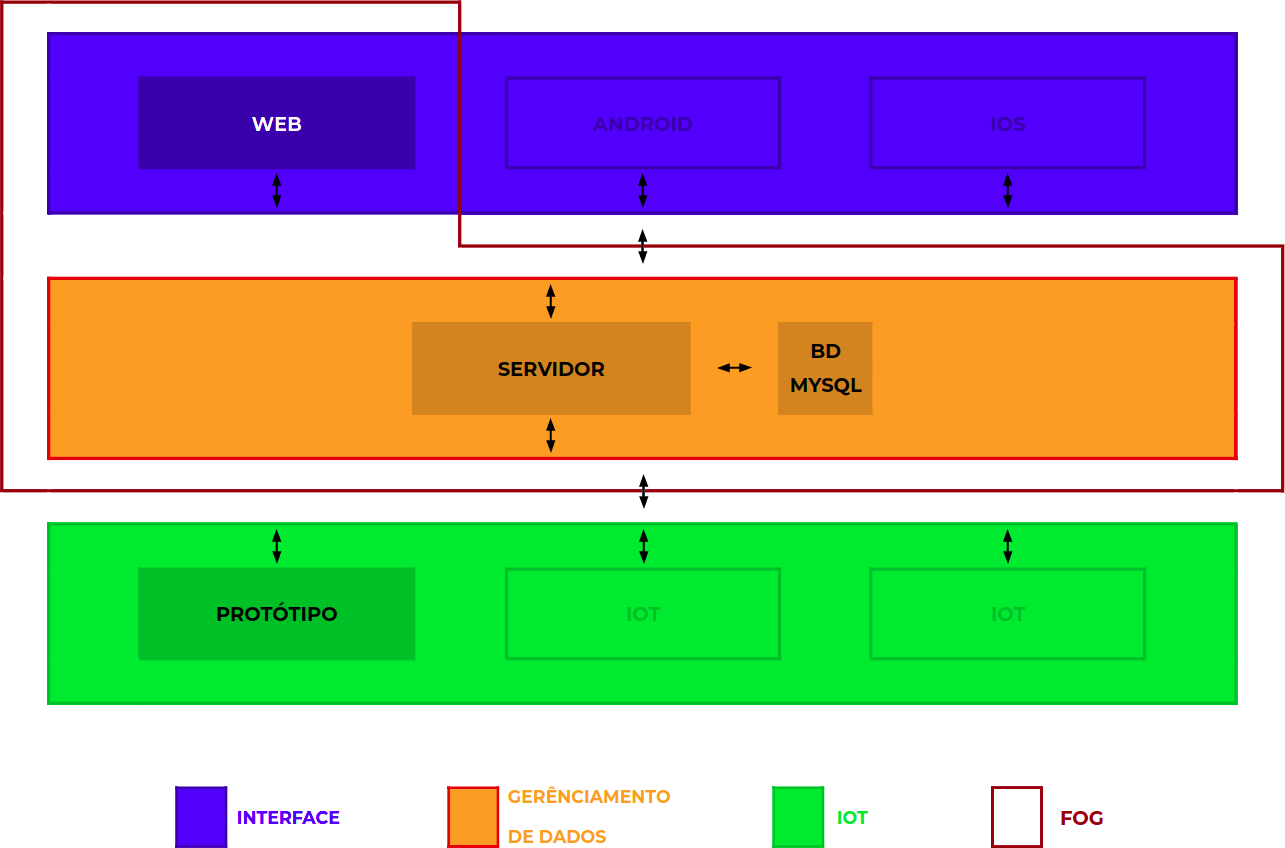 WEB
ANDROID
IOS
SERVIDOR
BD
MYSQL
PROTÓTIPO
IOT
IOT
INTERFACE
GERÊNCIAMENTO
DE DADOS
IOT
FOG